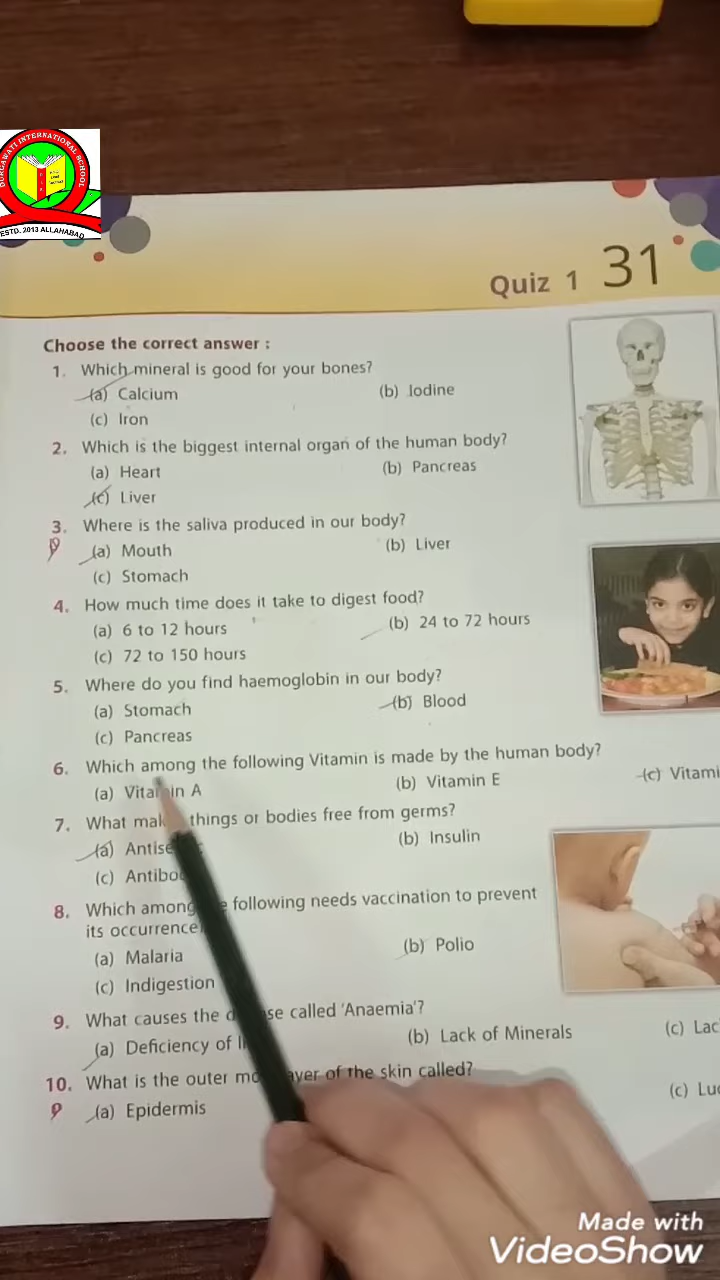 DURGAWATI INTERNATIONAL SCHOOL
ESTD. 2013 ALLAHABAD
Quiz 1 31
Choose the correct answer :
1. Which mineral is good for your bones?
(a) Calcium (b) Iodine
(c) Iron
2. Which is the biggest internal organ of the human body?
(a) Heart (b) Pancreas
(c) Liver
3. Where is the saliva produced in our body?
(a) Mouth (b) Liver
(c) Stomach
4. How much time does it take to digest food?
(a) 6 to 12 hours (b) 24 to 72 hours
(c) 72 to 150 hours
5. Where do you find haemoglobin in our body?
(a) Stomach (b) Blood
(c) Pancreas
6. Which among the following Vitamin is made by the human body?
(a) Vitamin A (b) Vitamin E (c) Vitami
7. What things or bodies free from germs?
(a) (b) Insulin
(c)
8. Which among following needs vaccination to prevent
its occurrence
(a) Malaria (b) Polio
(c) Indigestion
9. What causes the called 'Anaemia'?
(a) Deficiency of (b) Lack of Minerals (c) Lac
10. What is the outer of the skin called?
(a) Epidermis (c) Lu
Made with
VideoShow